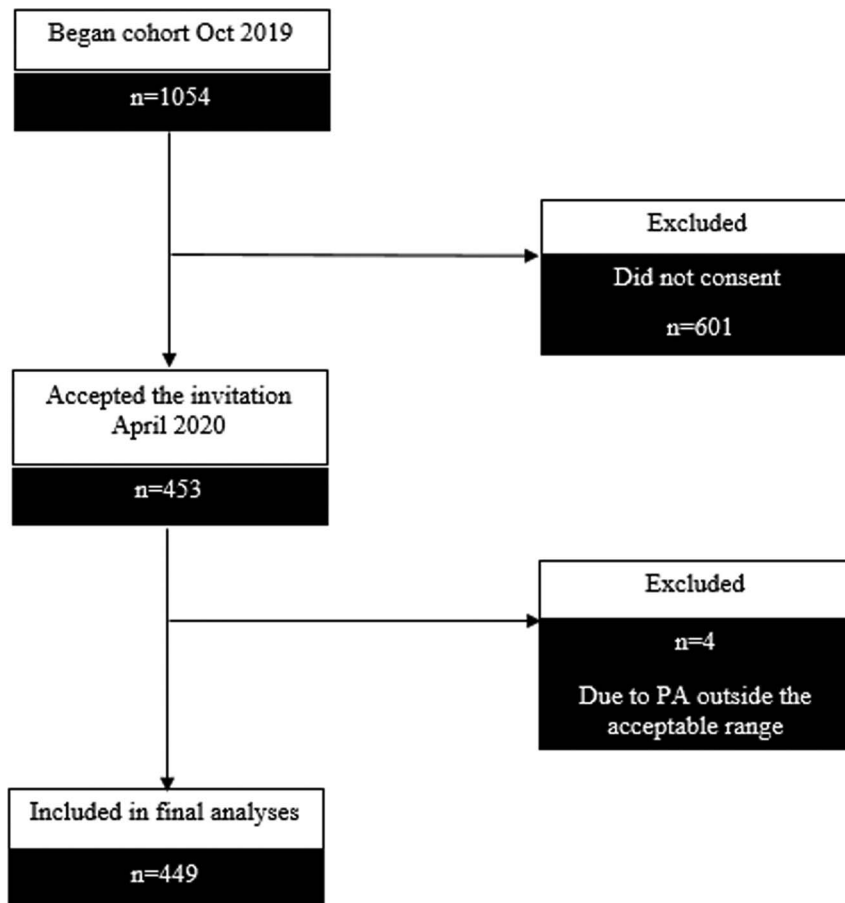 Began cohort Oct 2019
n=1054
Excluded
Did not consent
n=601
Accepted the invitation
April 2020
n=453
Excluded
n=4
Due to PA outside the
acceptable range
Included in final analyses
n=449